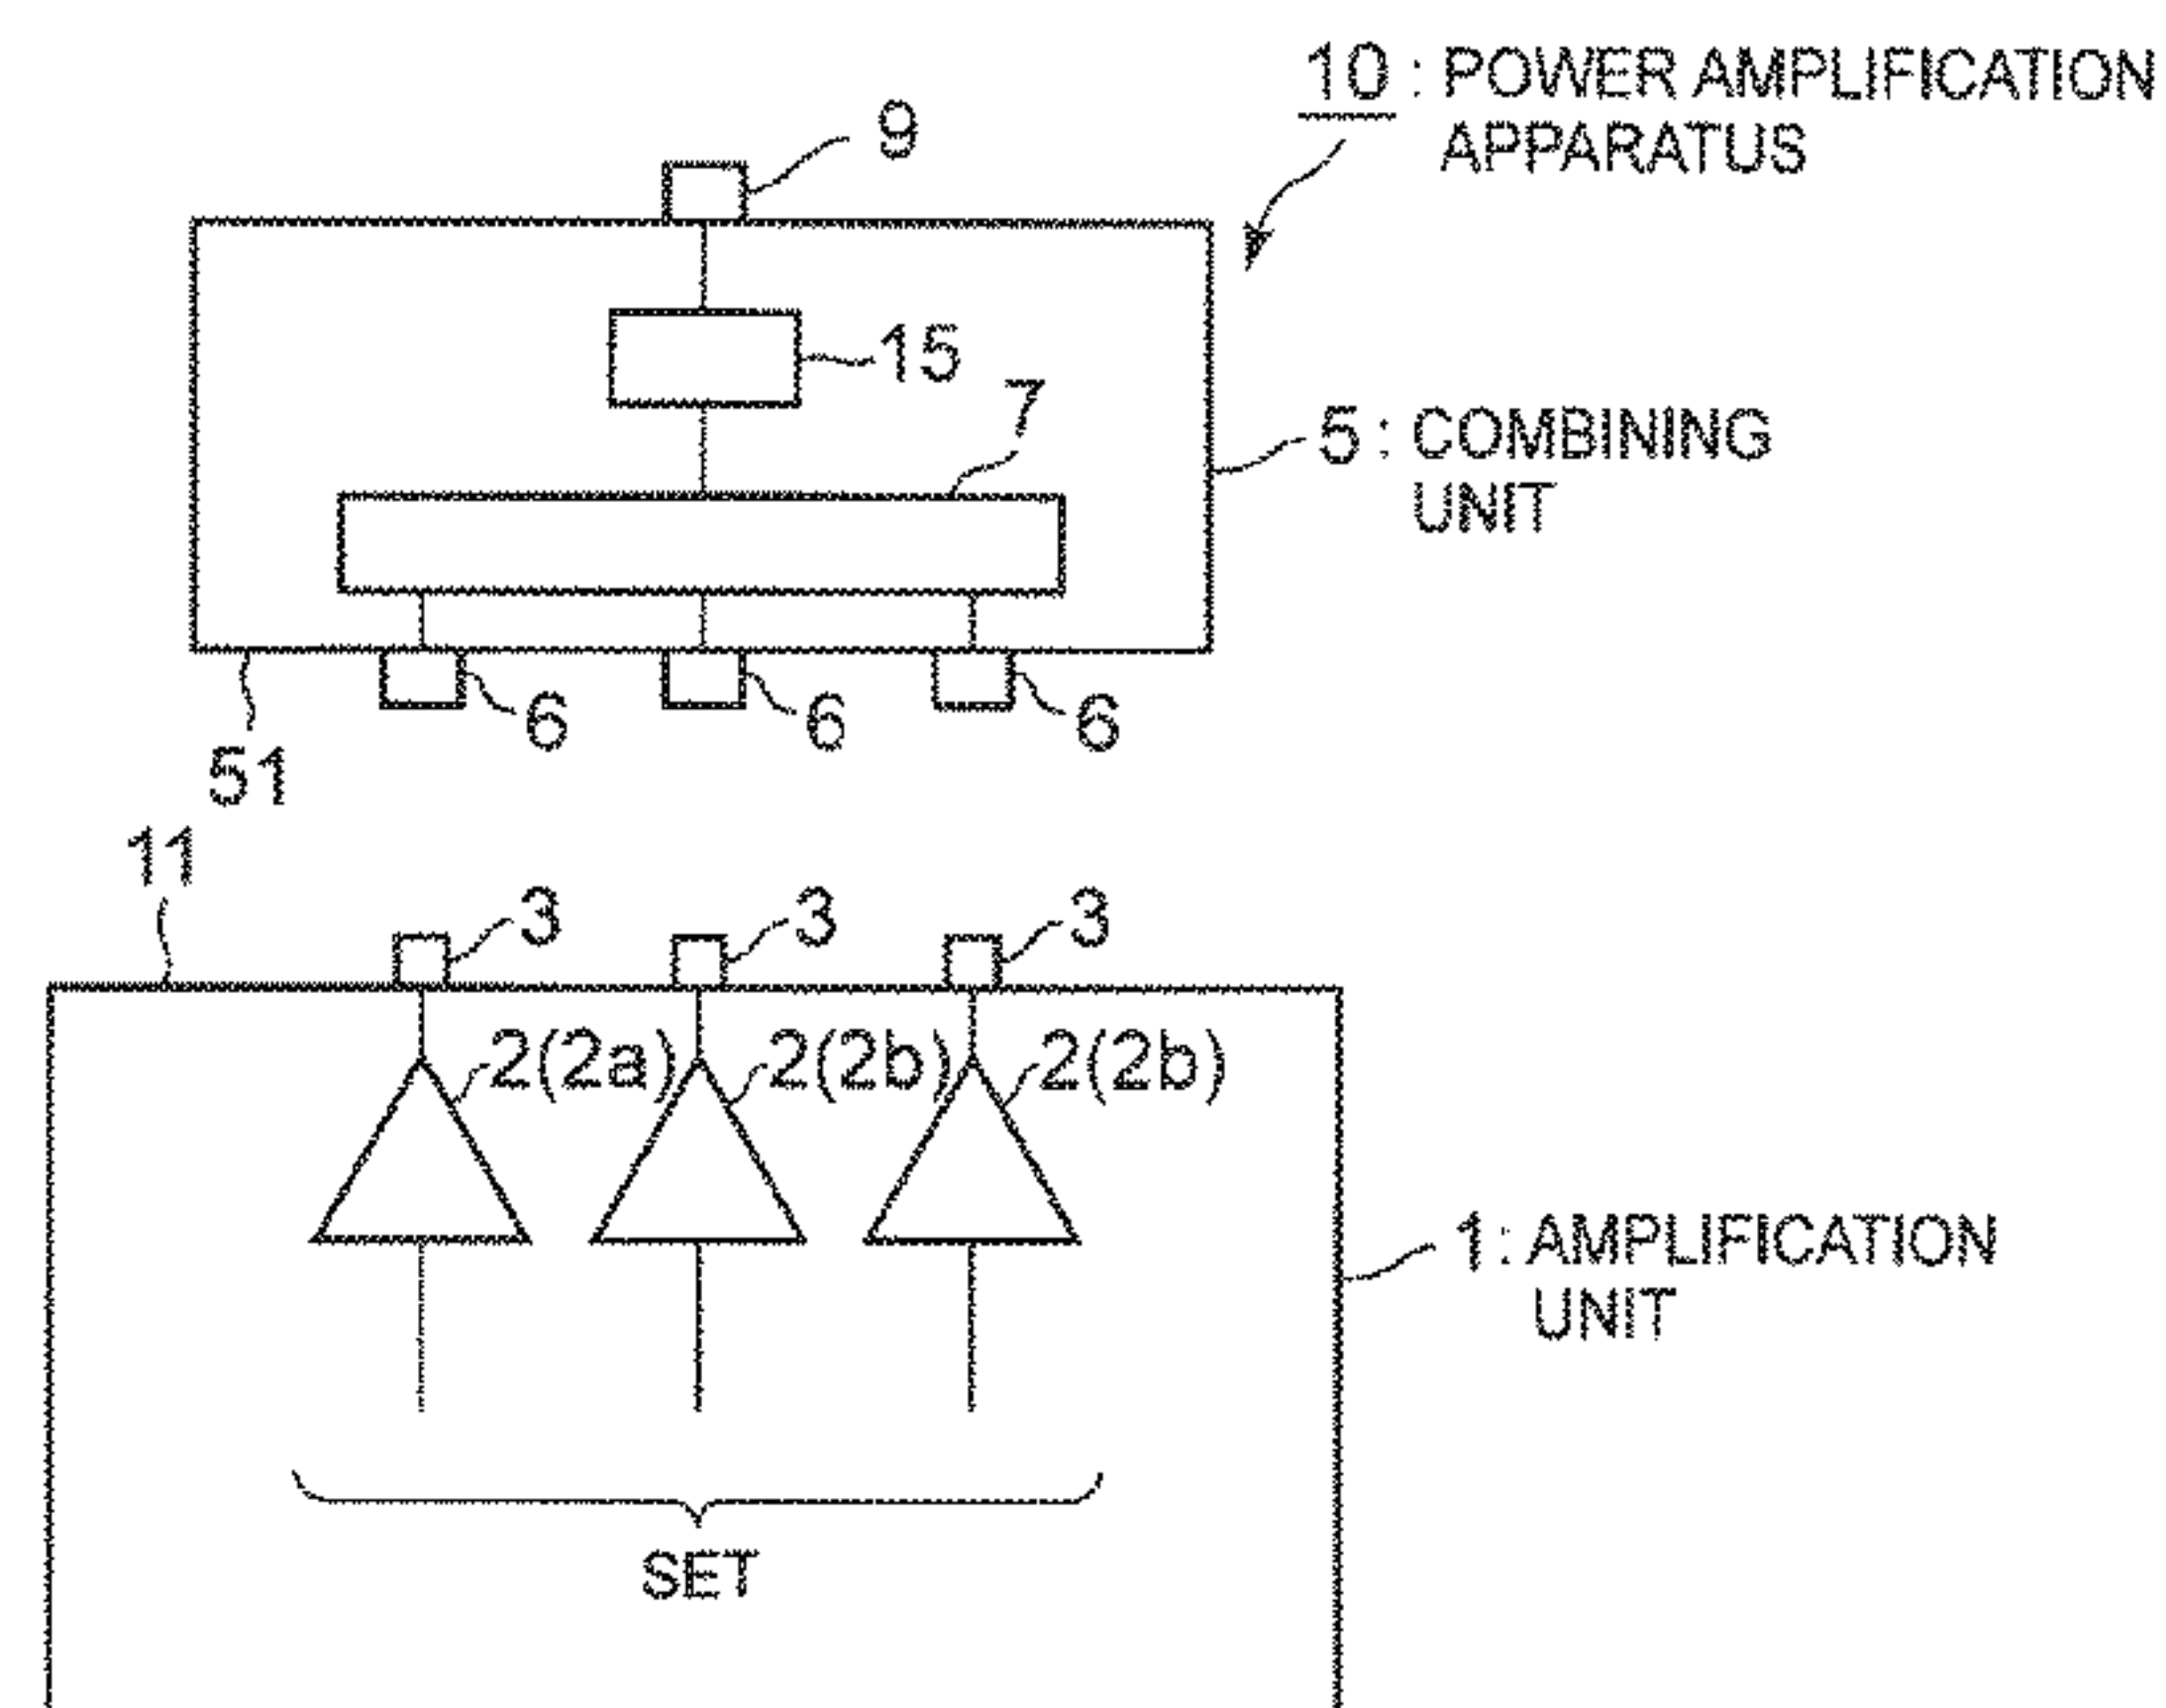 10 : POWER AMPLIFICATION
APPARATUS
9
15
7
5 : COMBINING
UNIT
6 6 6
51
11
3 3 3
2(2a) 2(2b) 2(2b)
1 : AMPLIFICATION
UNIT
SET